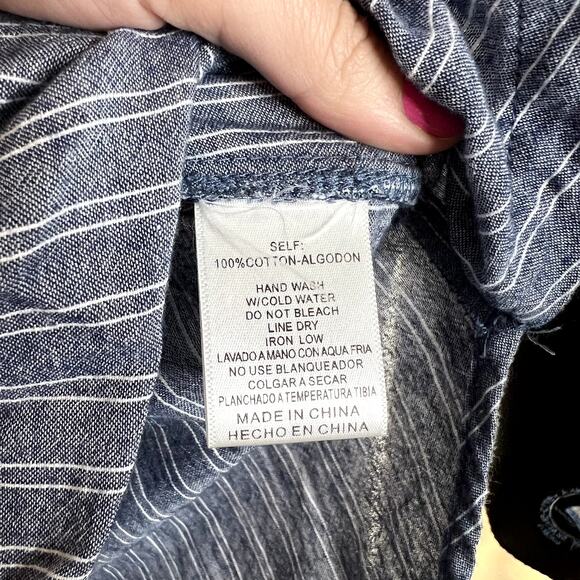 SELF:
100%COTTON-ALGODON
HAND WASH
W/COLD WATER
DO NOT BLEACH
LINE DRY
IRON LOW
LAVADO A MANO CON AQUA FRIA
NO USE BLANQUEADOR
COLGAR A SECAR
PLANCHADO A TEMPERATURA TIBIA
MADE IN CHINA
HECHO EN CHINA